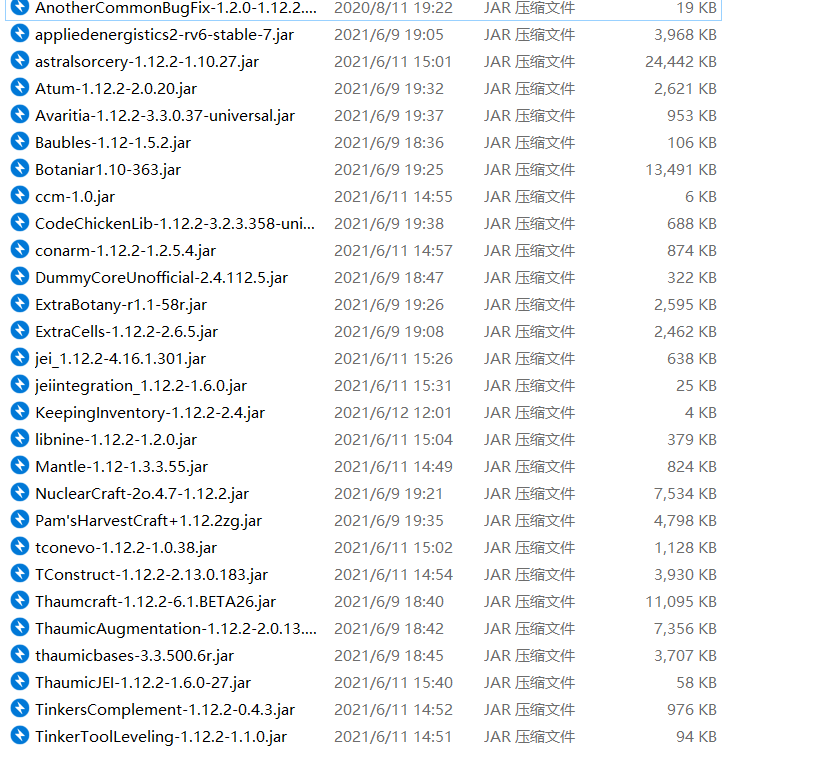 AnotherCommonBugFix-1.2.0-1.12.2.... 2020/8/11 19:22 JAR 压缩文件 19 KB
appliedenergistics2-rv6-stable-7.jar 2021/6/9 19:05 JAR 压缩文件 3,968 KB
astralsorcery-1.12.2-1.10.27.jar 2021/6/11 15:01 JAR 压缩文件 24,442 KB
Atum-1.12.2-2.0.20.jar 2021/6/9 19:32 JAR 压缩文件 2,621 KB
Avaritia-1.12.2-3.3.0.37-universal.jar 2021/6/9 19:37 JAR 压缩文件 953 KB
Baubles-1.12-1.5.2.jar 2021/6/9 18:36 JAR 压缩文件 106 KB
Botaniar1.10-363.jar 2021/6/9 19:25 JAR 压缩文件 13,491 KB
ccm-1.0.jar 2021/6/11 14:55 JAR 压缩文件 6 KB
CodeChickenLib-1.12.2-3.2.3.358-uni... 2021/6/9 19:38 JAR 压缩文件 688 KB
conarm-1.12.2-1.2.5.4.jar 2021/6/11 14:57 JAR 压缩文件 874 KB
DummyCoreUnofficial-2.4.112.5.jar 2021/6/9 18:47 JAR 压缩文件 322 KB
ExtraBotany-r1.1-58r.jar 2021/6/9 19:26 JAR 压缩文件 2,595 KB
ExtraCells-1.12.2-2.6.5.jar 2021/6/9 19:08 JAR 压缩文件 2,462 KB
jei_1.12.2-4.16.1.301.jar 2021/6/11 15:26 JAR 压缩文件 638 KB
jeiintegration_1.12.2-1.6.0.jar 2021/6/11 15:31 JAR 压缩文件 25 KB
KeepingInventory-1.12.2-2.4.jar 2021/6/12 12:01 JAR 压缩文件 4 KB
libnine-1.12.2-1.2.0.jar 2021/6/11 15:04 JAR 压缩文件 379 KB
Mantle-1.12-1.3.3.55.jar 2021/6/11 14:49 JAR 压缩文件 824 KB
NuclearCraft-2o.4.7-1.12.2.jar 2021/6/9 19:21 JAR 压缩文件 7,534 KB
Pam'sHarvestCraft+1.12.2zg.jar 2021/6/9 19:35 JAR 压缩文件 4,798 KB
tconevo-1.12.2-1.0.38.jar 2021/6/11 15:02 JAR 压缩文件 1,128 KB
TConstruct-1.12.2-2.13.0.183.jar 2021/6/11 14:54 JAR 压缩文件 3,930 KB
Thaumcraft-1.12.2-6.1.BETA26.jar 2021/6/9 18:40 JAR 压缩文件 11,095 KB
ThaumicAugmentation-1.12.2-2.0.13.... 2021/6/9 18:42 JAR 压缩文件 7,356 KB
thaumicbases-3.3.500.6r.jar 2021/6/9 18:45 JAR 压缩文件 3,707 KB
ThaumicJEI-1.12.2-1.6.0-27.jar 2021/6/11 15:40 JAR 压缩文件 58 KB
TinkersComplement-1.12.2-0.4.3.jar 2021/6/11 14:52 JAR 压缩文件 976 KB
TinkerToolLeveling-1.12.2-1.1.0.jar 2021/6/11 14:51 JAR 压缩文件 94 KB